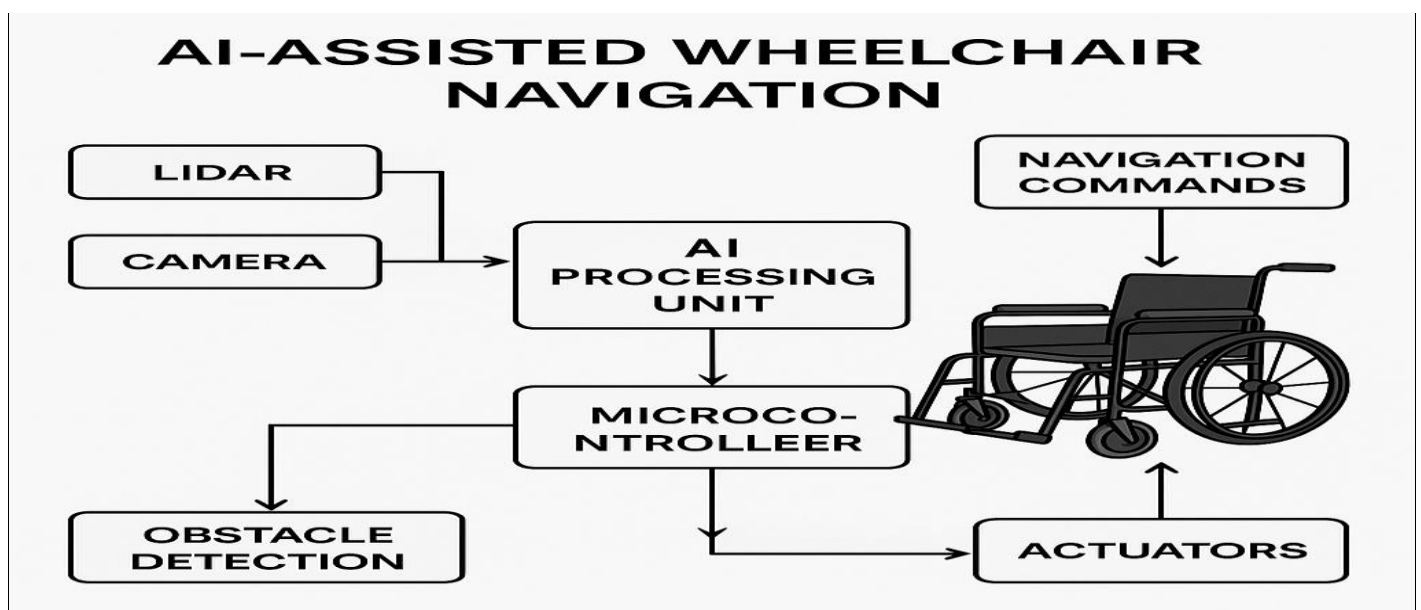 AI-ASSISTED WHEELCHAIR
NAVIGATION
LIDAR
CAMERA
AI
PROCESSING
UNIT
NAVIGATION
COMMANDS
MICROCO-
NTROLLEER
OBSTACLE
DETECTION
ACTUATORS